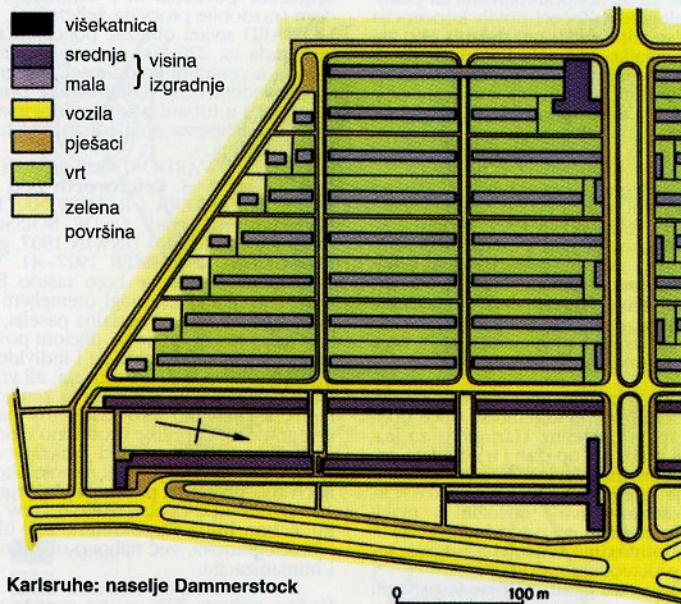 višekatnica
srednja
mala
} visina
izgradnje
vozila
pješaci
vrt
zelena
površina
Karlsruhe: naselje Dammerstock
0 100 m